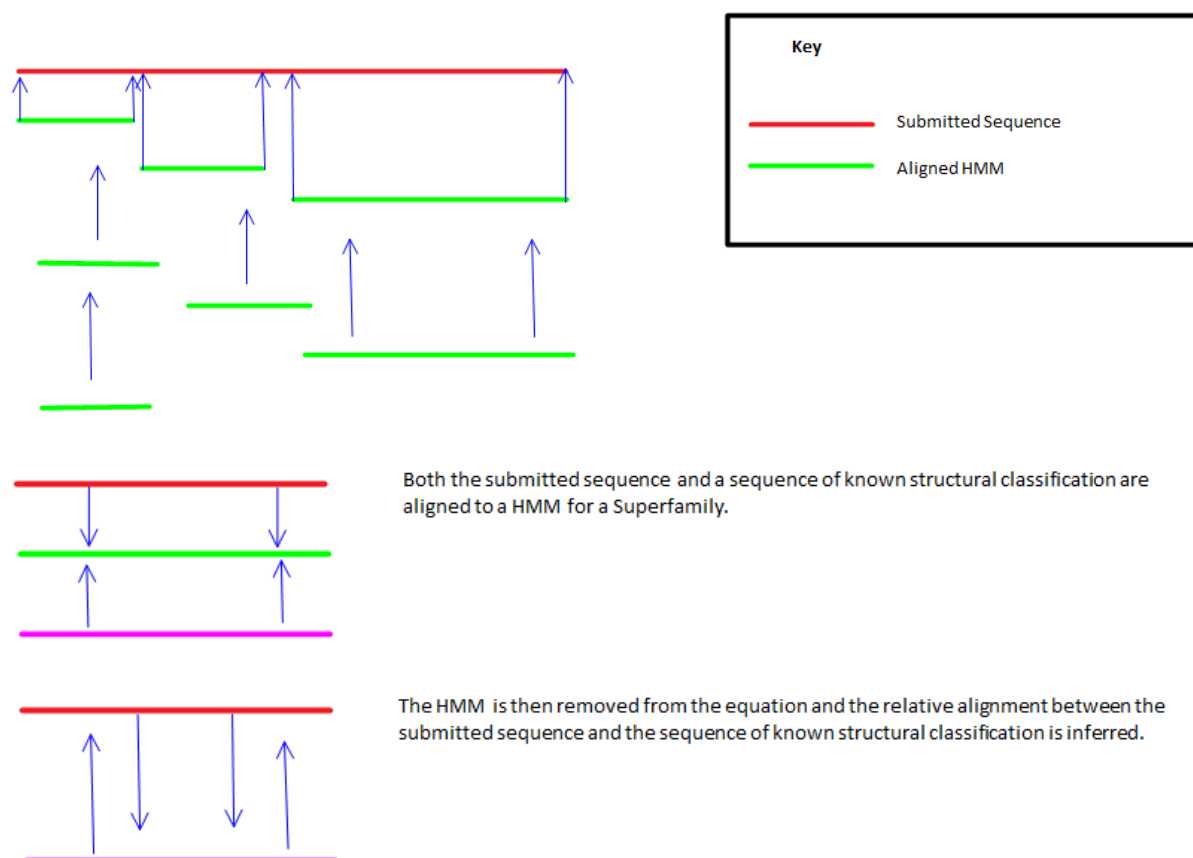 Key
Submitted Sequence
Aligned HMM
Both the submitted sequence and a sequence of known structural classification are
aligned to a HMM for a Superfamily.
The HMM is then removed from the equation and the relative alignment between the
submitted sequence and the sequence of known structural classification is inferred.